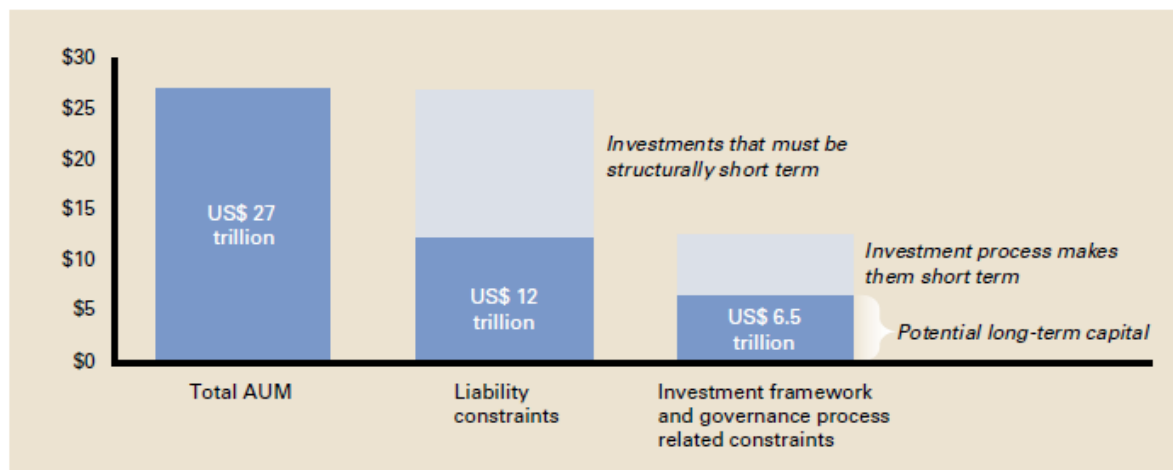 $30
$25
$20
$15
$10
$5
$0
US$ 27
trillion
US$ 12
trillion
US$ 6.5
trillion
Investments that must be
structurally short term
Investment process makes
them short term
Potential long-term capital
Total AUM
Liability
constraints
Investment framework
and governance process
related constraints